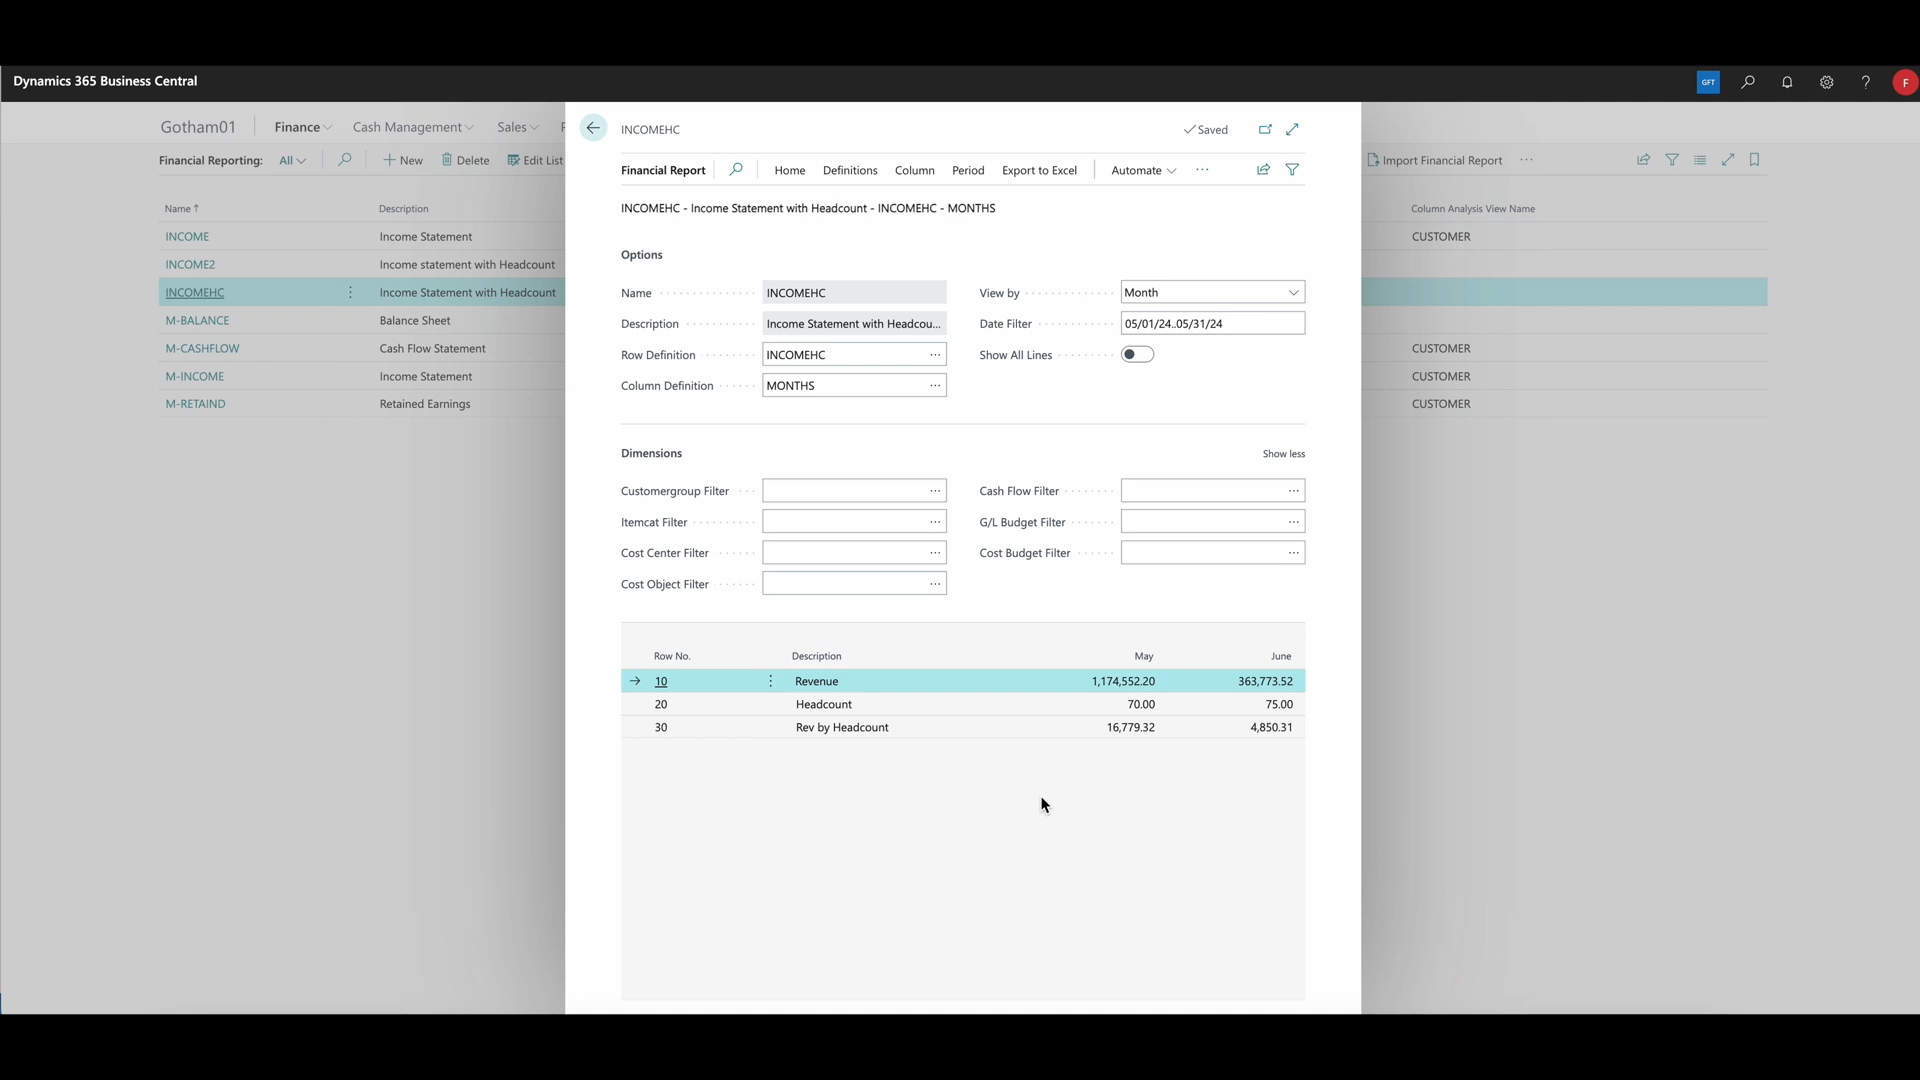 Dynamics 365 Business Central
GFT
F
Gotham01 Finance Cash Management Sales
Financial Reporting: All New Delete Edit List
Import Financial Report
INCOMEHC
Saved
Financial Report Home Definitions Column Period Export to Excel Automate
INCOMEHC - Income Statement with Headcount - INCOMEHC - MONTHS
Name ↑ Description Column Analysis View Name
INCOME Income Statement CUSTOMER
INCOME2 Income statement with Headcount
INCOMEHC Income Statement with Headcount
M-BALANCE Balance Sheet
M-CASHFLOW Cash Flow Statement CUSTOMER
M-INCOME Income Statement CUSTOMER
M-RETAIND Retained Earnings CUSTOMER
Options
Name INCOMEHC View by Month
Description Income Statement with Headcou... Date Filter 05/01/24..05/31/24
Row Definition INCOMEHC ... Show All Lines
Column Definition MONTHS ...
Dimensions Show less
Customergroup Filter ... Cash Flow Filter ...
Itemcat Filter ... G/L Budget Filter ...
Cost Center Filter ... Cost Budget Filter ...
Cost Object Filter ...
Row No. Description May June
10 Revenue 1,174,552.20 363,773.52
20 Headcount 70.00 75.00
30 Rev by Headcount 16,779.32 4,850.31